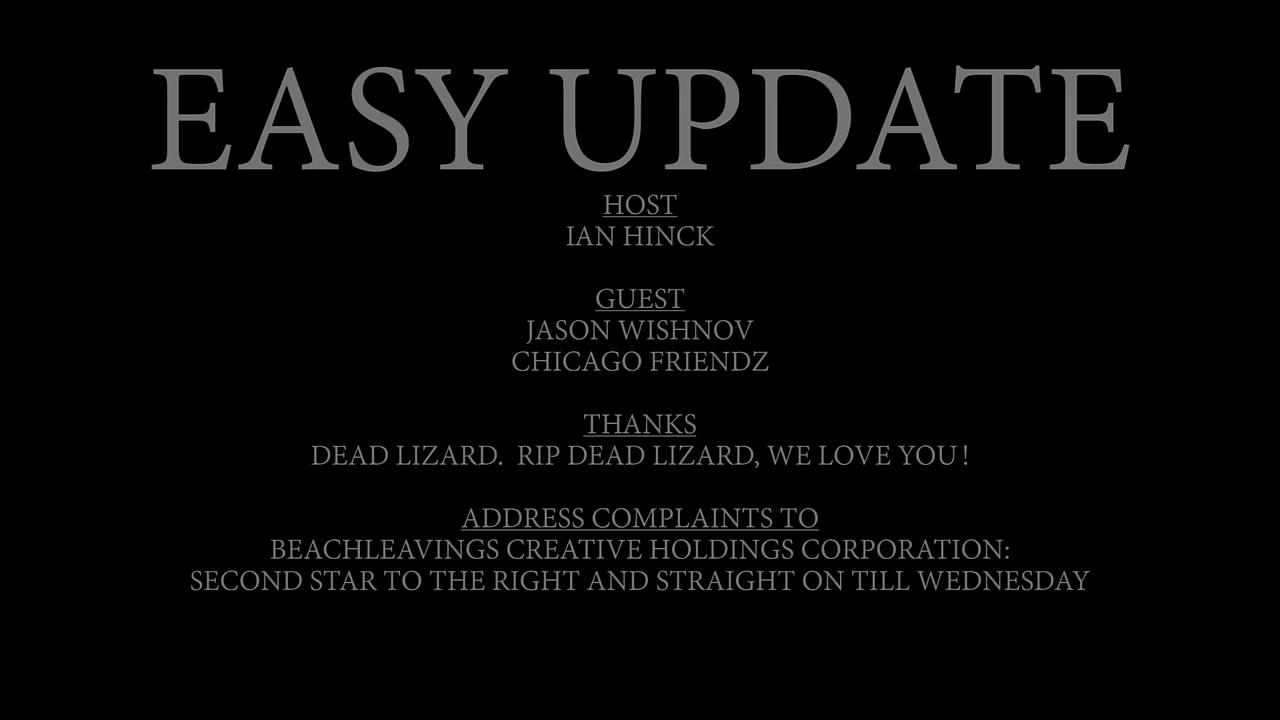 EASY UPDATE
HOST
IAN HINCK
GUEST
JASON WISHNOV
CHICAGO FRIENDZ
THANKS
DEAD LIZARD.  RIP DEAD LIZARD, WE LOVE YOU!
ADDRESS COMPLAINTS TO
BEACHLEAVINGS CREATIVE HOLDINGS CORPORATION:
SECOND STAR TO THE RIGHT AND STRAIGHT ON TILL WEDNESDAY